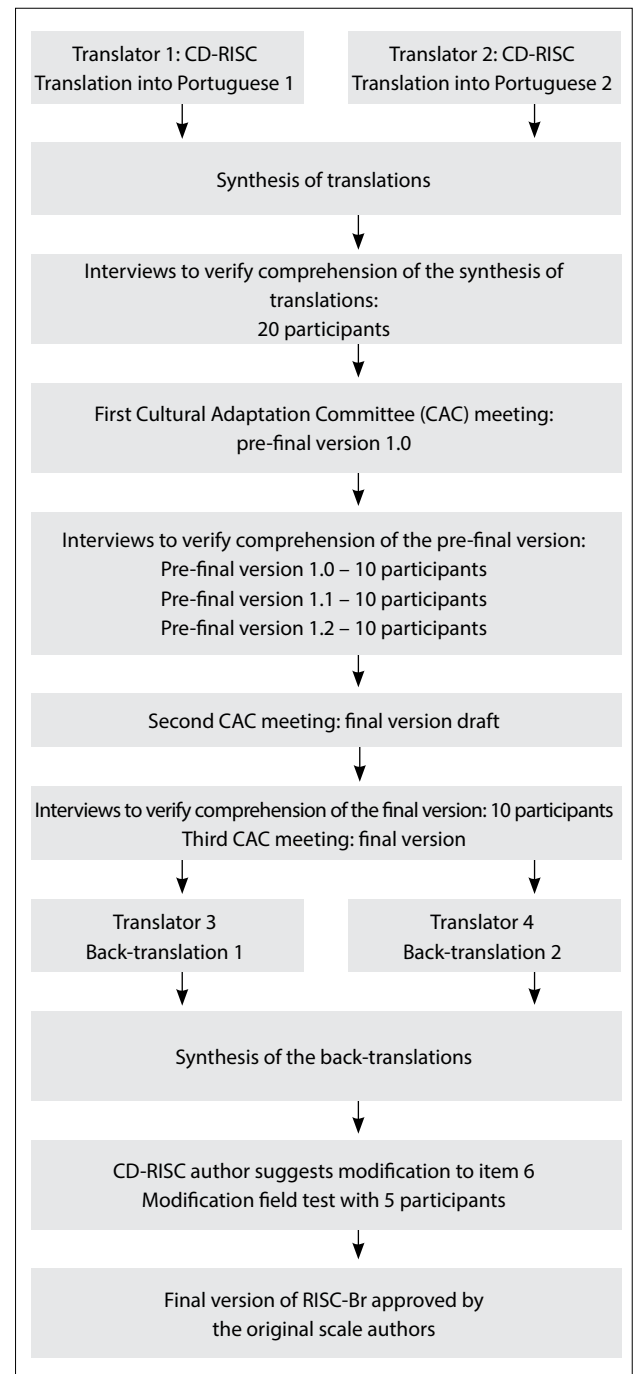 Translator 1: CD-RISC
Translation into Portuguese 1
Translator 2: CD-RISC
Translation into Portuguese 2
Synthesis of translations
Interviews to verify comprehension of the synthesis of
translations:
20 participants
First Cultural Adaptation Committee (CAC) meeting:
pre-final version 1.0
Interviews to verify comprehension of the pre-final version:
Pre-final version 1.0 – 10 participants
Pre-final version 1.1 – 10 participants
Pre-final version 1.2 – 10 participants
Second CAC meeting: final version draft
Interviews to verify comprehension of the final version: 10 participants
Third CAC meeting: final version
Translator 3
Back-translation 1
Translator 4
Back-translation 2
Synthesis of the back-translations
CD-RISC author suggests modification to item 6
Modification field test with 5 participants
Final version of RISC-Br approved by
the original scale authors